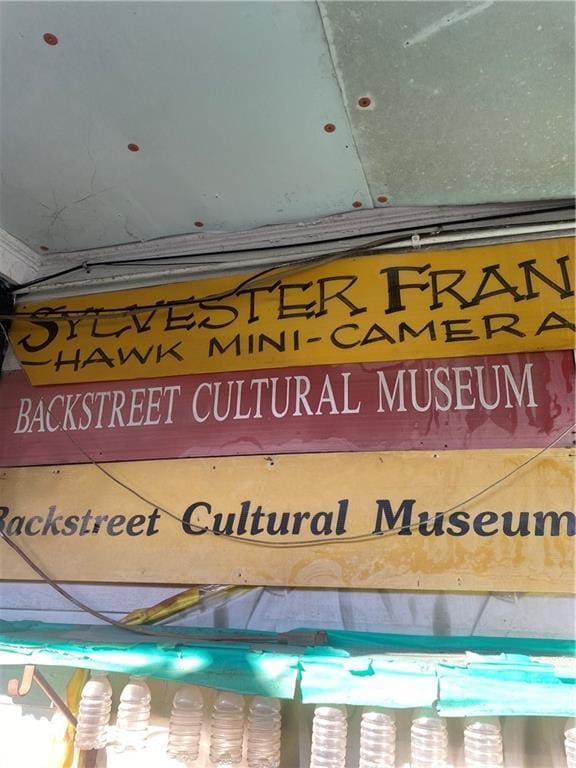 SYLVESTER FRAN
HAWK MINI-CAMERA
BACKSTREET CULTURAL MUSEUM
Backstreet Cultural Museum